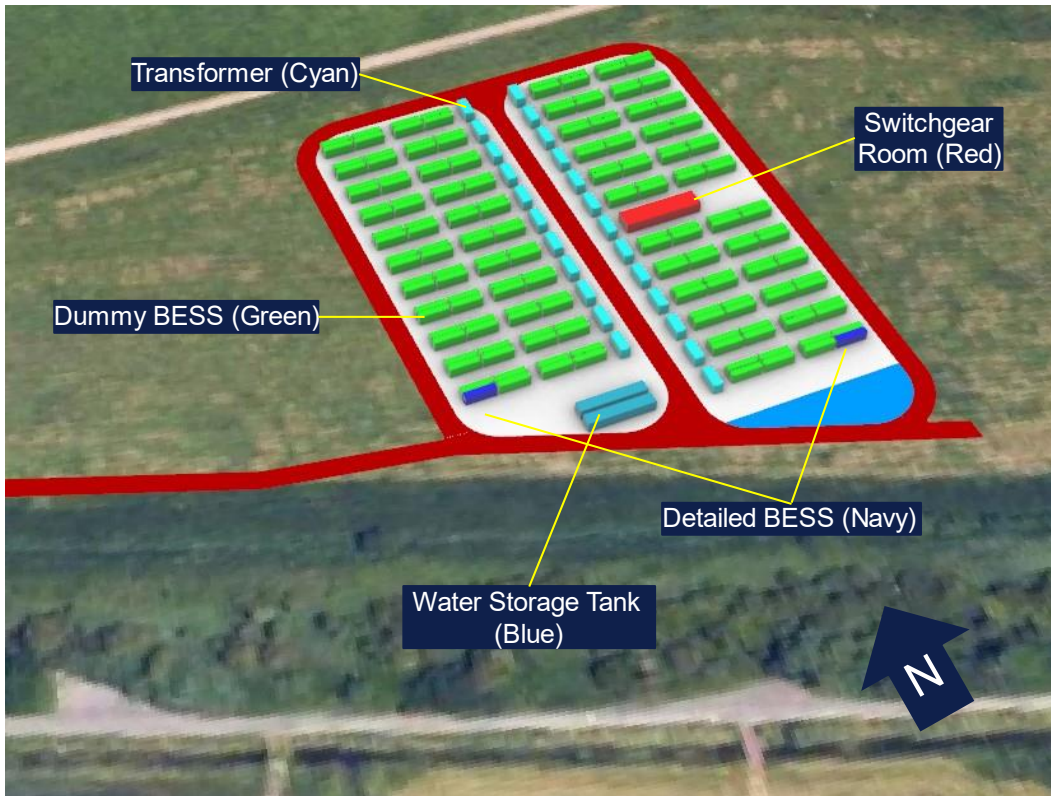 Transformer (Cyan)
Switchgear
Room (Red)
Dummy BESS (Green)
Detailed BESS (Navy)
Water Storage Tank
(Blue)
N